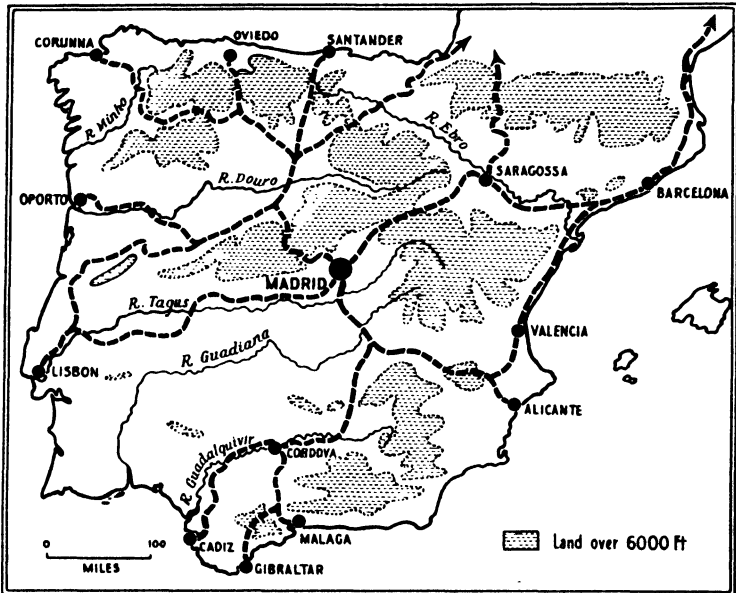 CORUNNA
OVIEDO
SANTANDER
R. Minho
R. Ebro
R. Douro
SARAGOSSA
OPORTO
BARCELONA
MADRID
R. Tagus
VALENCIA
R. Guadiana
LISBON
ALICANTE
R. Guadalquivir
CORDOVA
MALAGA
CADIZ
GIBRALTAR
0 100
MILES
Land over 6000 Ft